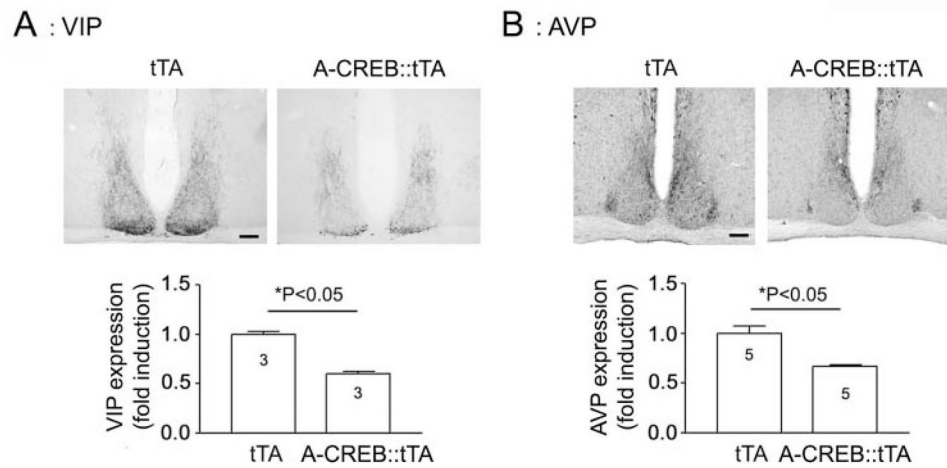 A : VIP
tTA A-CREB::tTA
VIP expression
(fold induction)
1.5
1.0
0.5
0.0
*P<0.05
3
3
tTA A-CREB::tTA
B : AVP
tTA A-CREB::tTA
AVP expression
(fold induction)
1.5
1.0
0.5
0.0
*P<0.05
5
5
tTA A-CREB::tTA